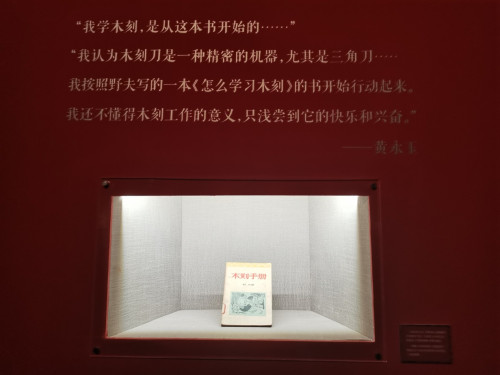 “我学木刻，是从这本书开始的……”
“我认为木刻刀是一种精密的机器，尤其是三角刀……
我按照野夫写的一本《怎么学习木刻》的书开始行动起来。
我还不懂得木刻工作的意义，只浅尝到它的快乐和兴奋。”
——黄永玉
木刻手册